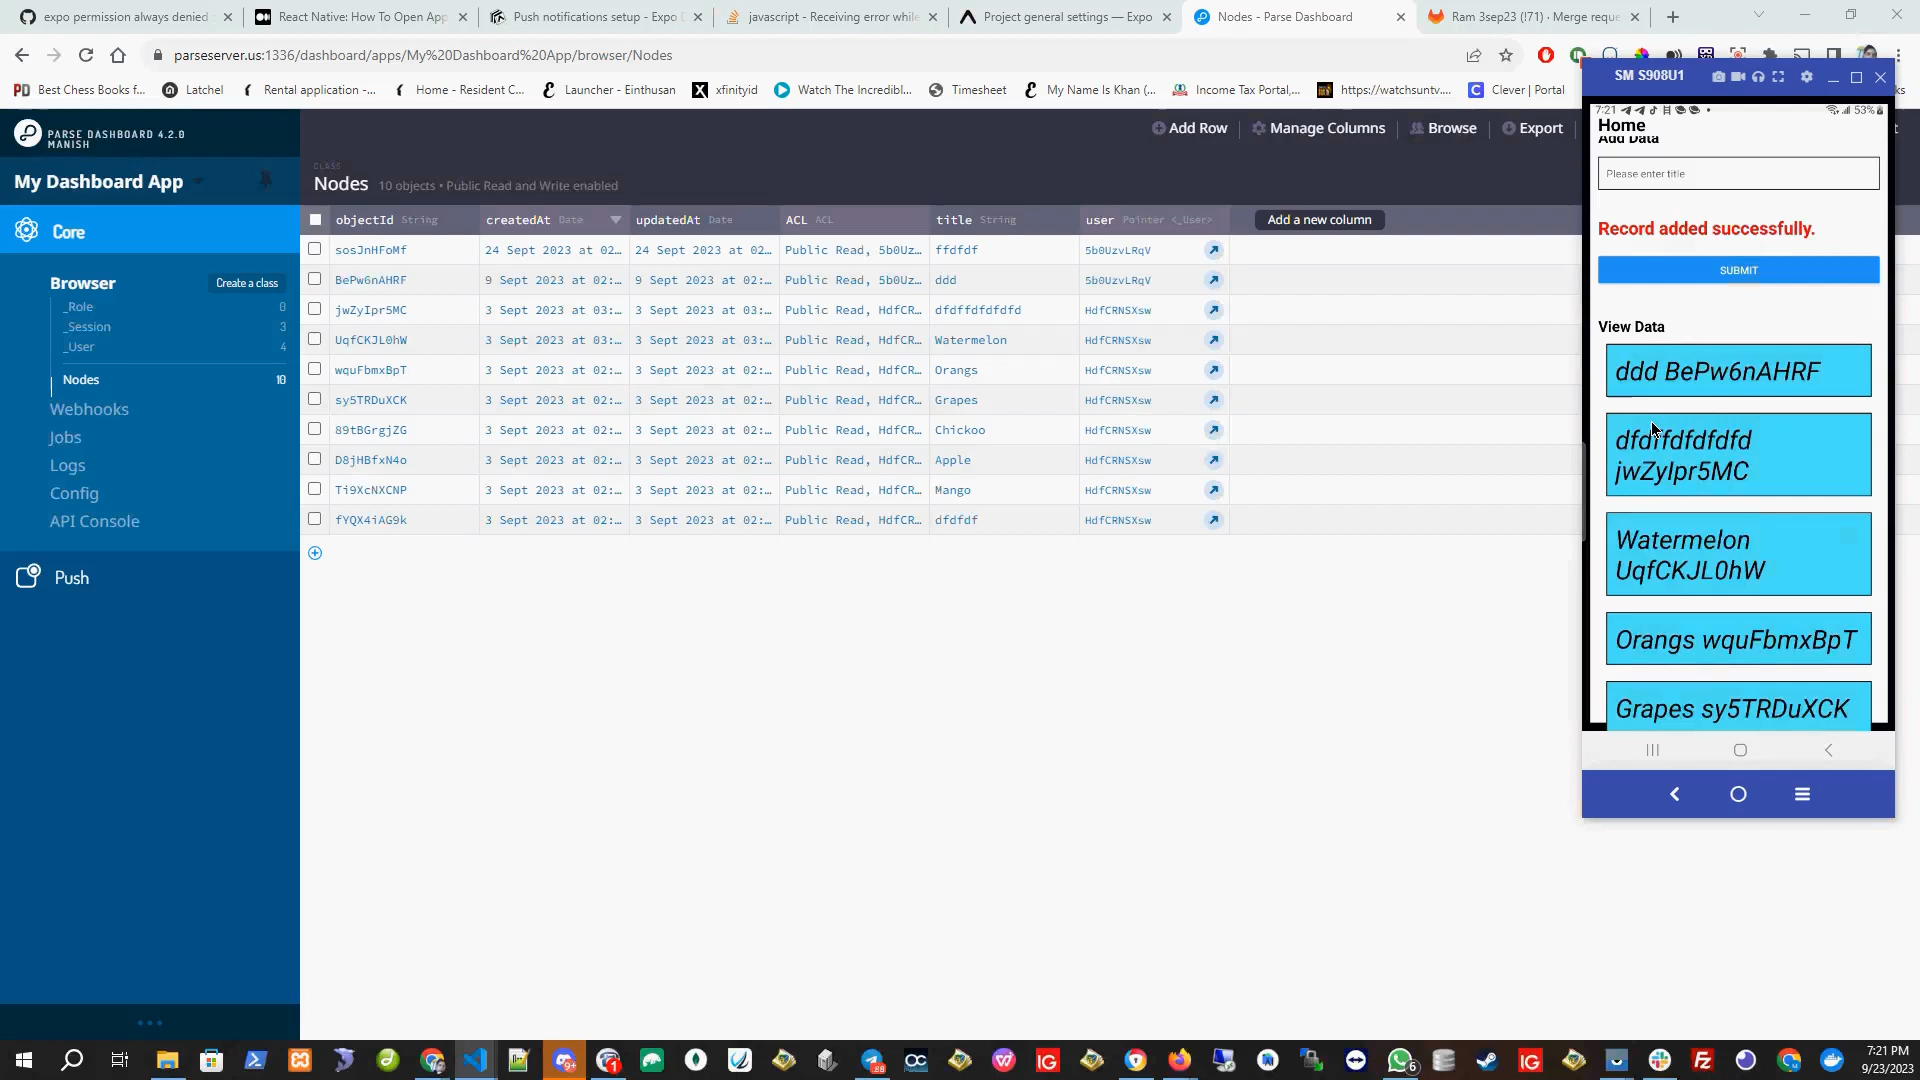 expo permission always denied
React Native: How To Open App
Push notifications setup - Expo D
javascript - Receiving error while
Project general settings — Expo
Nodes - Parse Dashboard
Ram 3sep23 (!71) · Merge reque
parseserver.us:1336/dashboard/apps/My%20Dashboard%20App/browser/Nodes
Best Chess Books f...
Latchel
Rental application -...
Home - Resident C...
Launcher - Einthusan
xfinityid
Watch The Incredibl...
Timesheet
My Name Is Khan (...
Income Tax Portal,...
https://watchsuntv....
Clever | Portal
PARSE DASHBOARD 4.2.0
MANISH
My Dashboard App
Core
Browser
Create a class
_Role 0
_Session 3
_User 4
Nodes 10
Webhooks
Jobs
Logs
Config
API Console
Push
Add Row
Manage Columns
Browse
Export
CLASS
Nodes 10 objects • Public Read and Write enabled
objectId String createdAt Date updatedAt Date ACL ACL title String user Pointer <_User> Add a new column
sosJnHFoMf 24 Sept 2023 at 02... 24 Sept 2023 at 02... Public Read, 5b0Uz... ffdfdf 5b0UzvLRqV
BePw6nAHRF 9 Sept 2023 at 02:... 9 Sept 2023 at 02:... Public Read, 5b0Uz... ddd 5b0UzvLRqV
jwZyIpr5MC 3 Sept 2023 at 03:... 3 Sept 2023 at 03:... Public Read, HdfCR... dfdffdfdfdfd HdfCRNSXsw
UqfCKJL0hW 3 Sept 2023 at 03:... 3 Sept 2023 at 03:... Public Read, HdfCR... Watermelon HdfCRNSXsw
wquFbmxBpT 3 Sept 2023 at 02:... 3 Sept 2023 at 02:... Public Read, HdfCR... Orangs HdfCRNSXsw
sy5TRDuXCK 3 Sept 2023 at 02:... 3 Sept 2023 at 02:... Public Read, HdfCR... Grapes HdfCRNSXsw
89tBGrgjZG 3 Sept 2023 at 02:... 3 Sept 2023 at 02:... Public Read, HdfCR... Chickoo HdfCRNSXsw
D8jHBfxN4o 3 Sept 2023 at 02:... 3 Sept 2023 at 02:... Public Read, HdfCR... Apple HdfCRNSXsw
Ti9XcNXCNP 3 Sept 2023 at 02:... 3 Sept 2023 at 02:... Public Read, HdfCR... Mango HdfCRNSXsw
fYQX4iAG9k 3 Sept 2023 at 02:... 3 Sept 2023 at 02:... Public Read, HdfCR... dfdfdf HdfCRNSXsw
SM S908U1
7:21 53%
Home
Add Data
Please enter title
Record added successfully.
SUBMIT
View Data
ddd BePw6nAHRF
dfdffdfdfdfd
jwZyIpr5MC
Watermelon
UqfCKJL0hW
Orangs wquFbmxBpT
Grapes sy5TRDuXCK
7:21 PM
9/23/2023